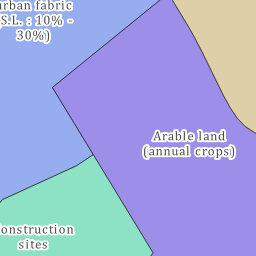 urban fabric
S.L. : 10% -
30%)
Arable land
(annual crops)
onstruction
sites